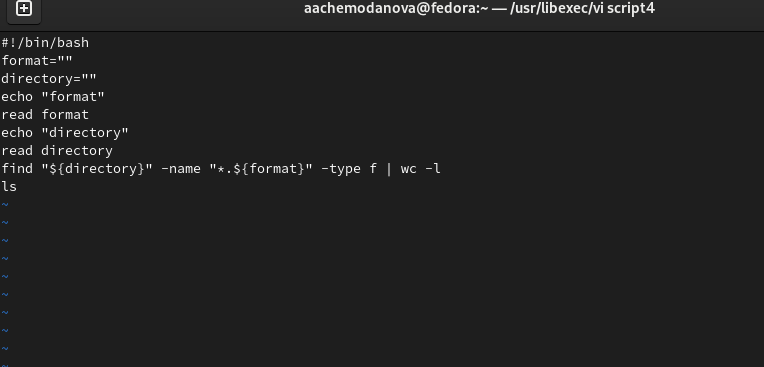 aachemodanova@fedora:~ — /usr/libexec/vi script4
#!/bin/bash
format=""
directory=""
echo "format"
read format
echo "directory"
read directory
find "${directory}" -name "*.${format}" -type f | wc -l
ls
~
~
~
~
~
~
~
~
~
~